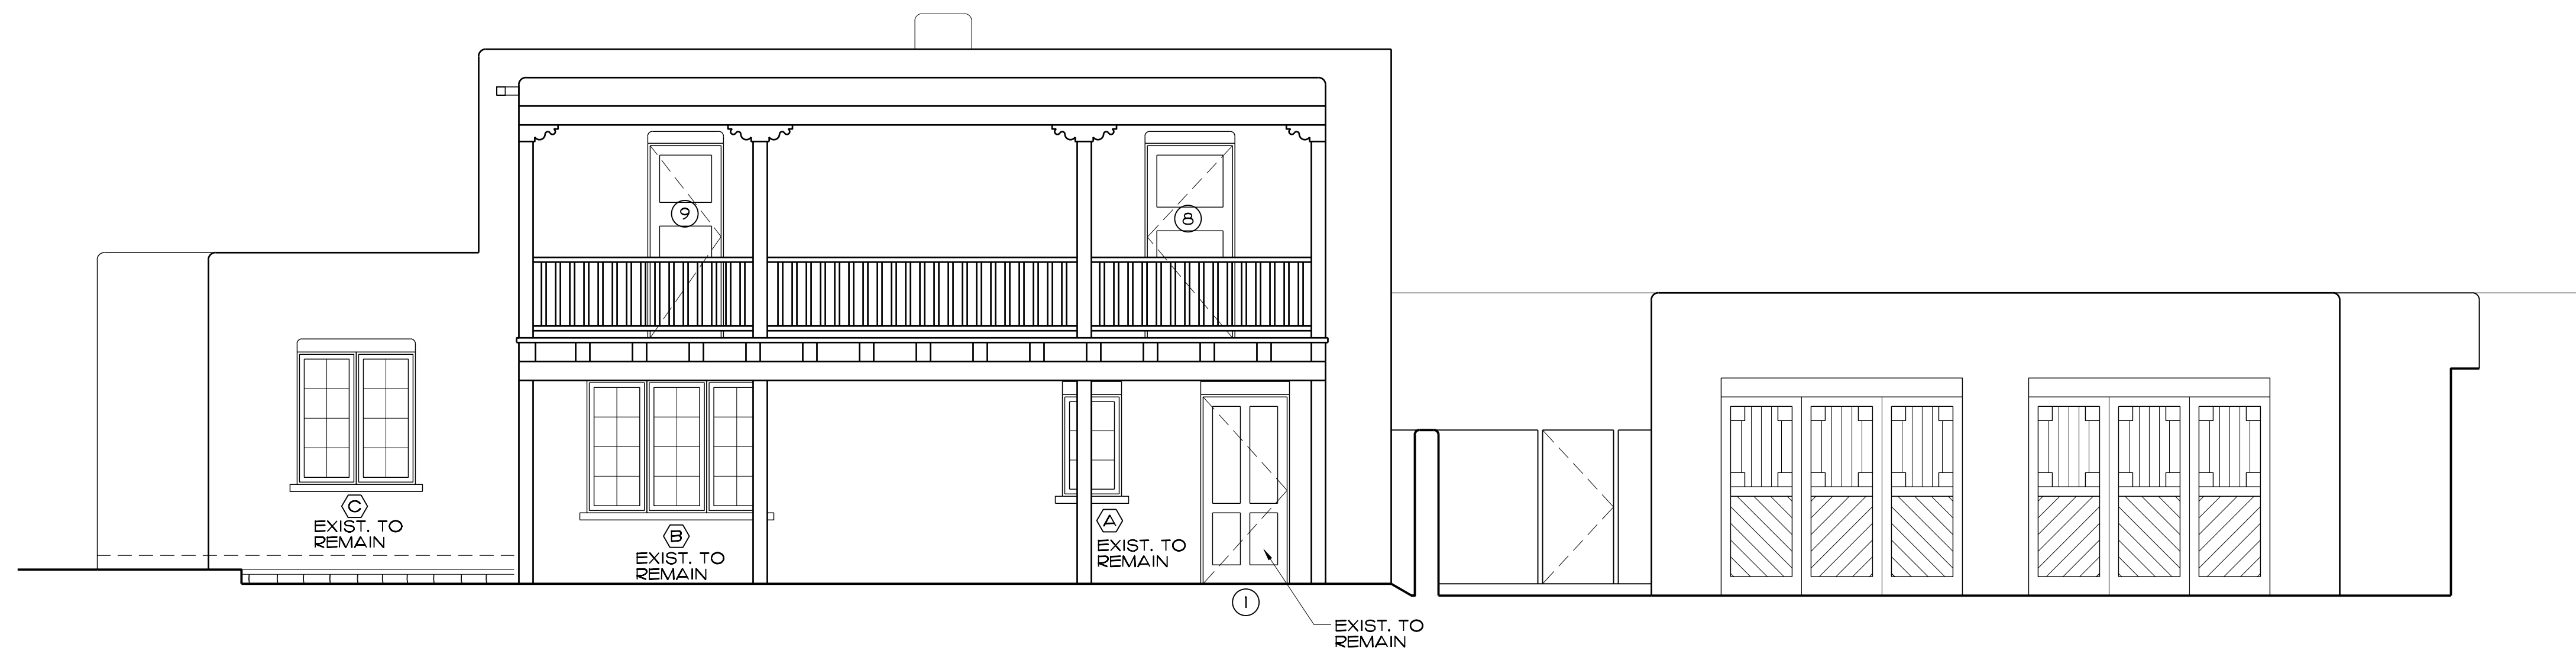 9
8
C
EXIST. TO
REMAIN
B
EXIST. TO
REMAIN
A
EXIST. TO
REMAIN
1
EXIST. TO
REMAIN